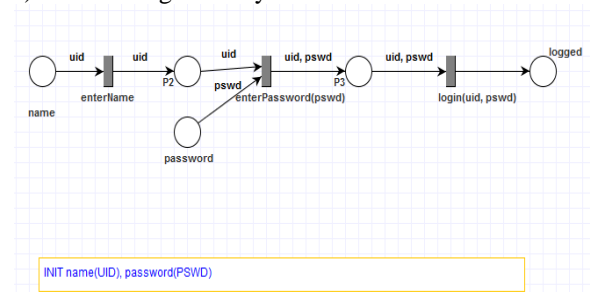 uid
uid
uid
uid, pswd
uid, pswd
logged
P2
pswd
P3
enterName
enterPassword(pswd)
login(uid, pswd)
name
password
INIT name(UID), password(PSWD)